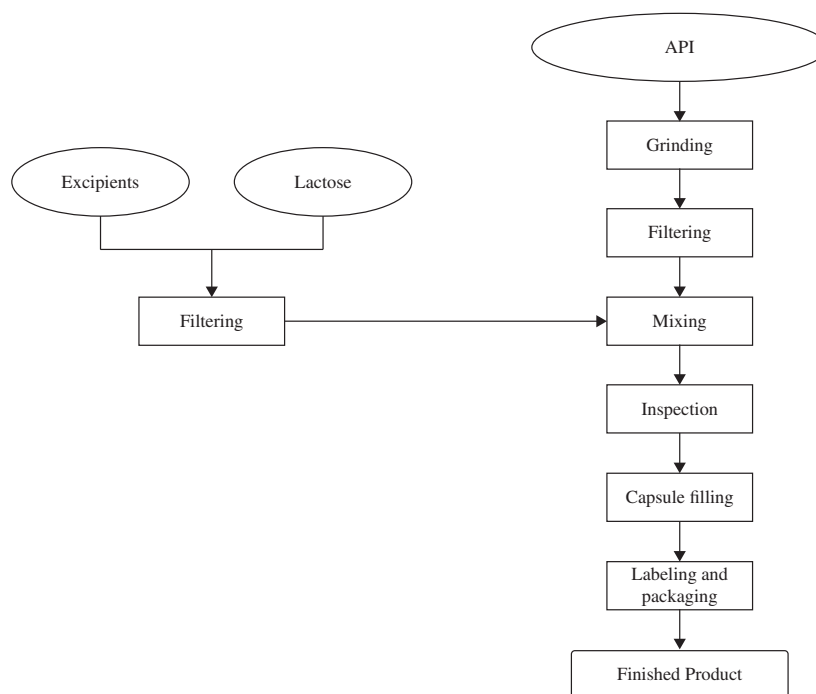 API
Grinding
Excipients
Lactose
Filtering
Filtering
Mixing
Inspection
Capsule filling
Labeling and
packaging
Finished Product